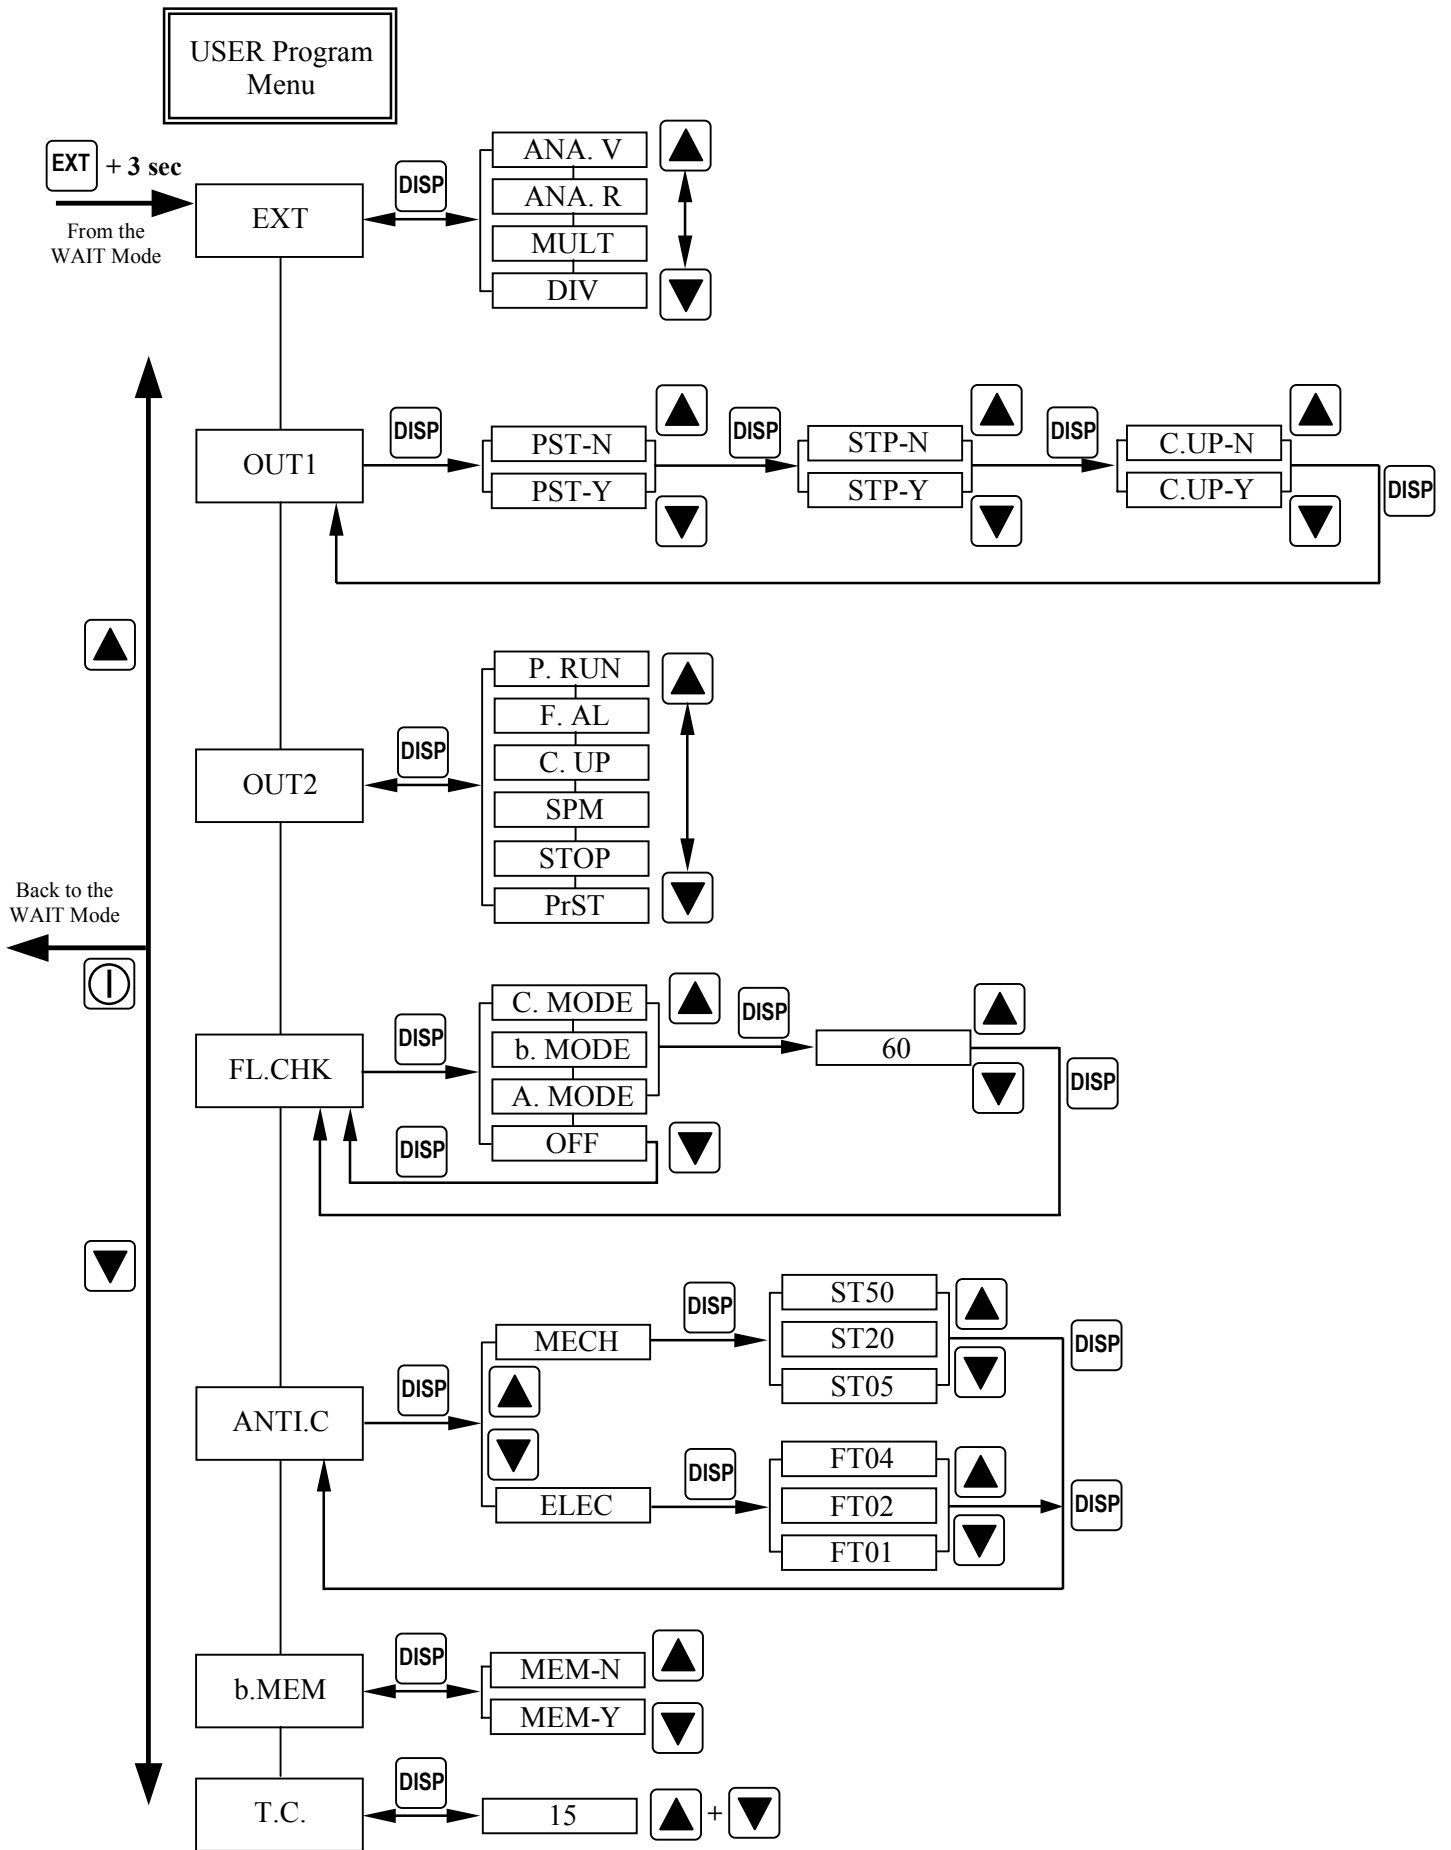 USER Program
Menu
EXT + 3 sec
From the
WAIT Mode
EXT
DISP
ANA. V
ANA. R
MULT
DIV
OUT1
DISP
PST-N
PST-Y
DISP
STP-N
STP-Y
DISP
C.UP-N
C.UP-Y
DISP
OUT2
DISP
P. RUN
F. AL
C. UP
SPM
STOP
PrST
Back to the
WAIT Mode
FL.CHK
DISP
C. MODE
b. MODE
A. MODE
OFF
DISP
DISP
60
DISP
ANTI.C
DISP
MECH
DISP
ST50
ST20
ST05
DISP
ELEC
DISP
FT04
FT02
FT01
DISP
b.MEM
DISP
MEM-N
MEM-Y
T.C.
DISP
15
+